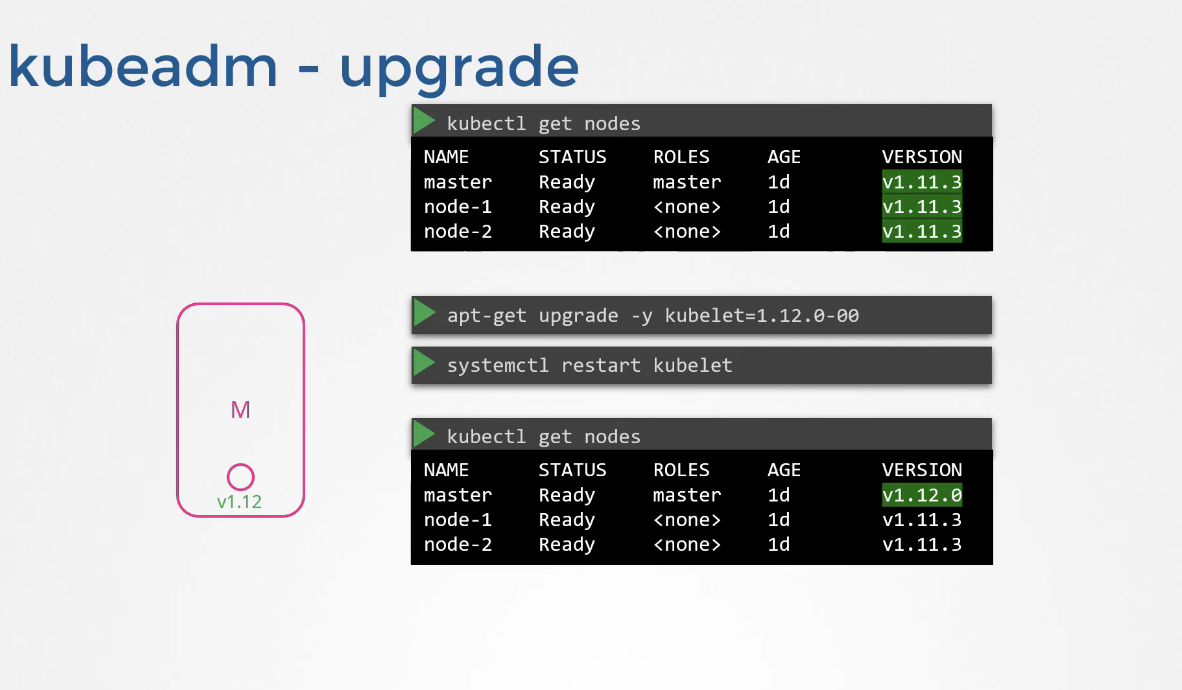 kubeadm - upgrade
kubectl get nodes
NAME STATUS ROLES AGE VERSION
master Ready master 1d v1.11.3
node-1 Ready <none> 1d v1.11.3
node-2 Ready <none> 1d v1.11.3
apt-get upgrade -y kubelet=1.12.0-00
systemctl restart kubelet
M
v1.12
kubectl get nodes
NAME STATUS ROLES AGE VERSION
master Ready master 1d v1.12.0
node-1 Ready <none> 1d v1.11.3
node-2 Ready <none> 1d v1.11.3